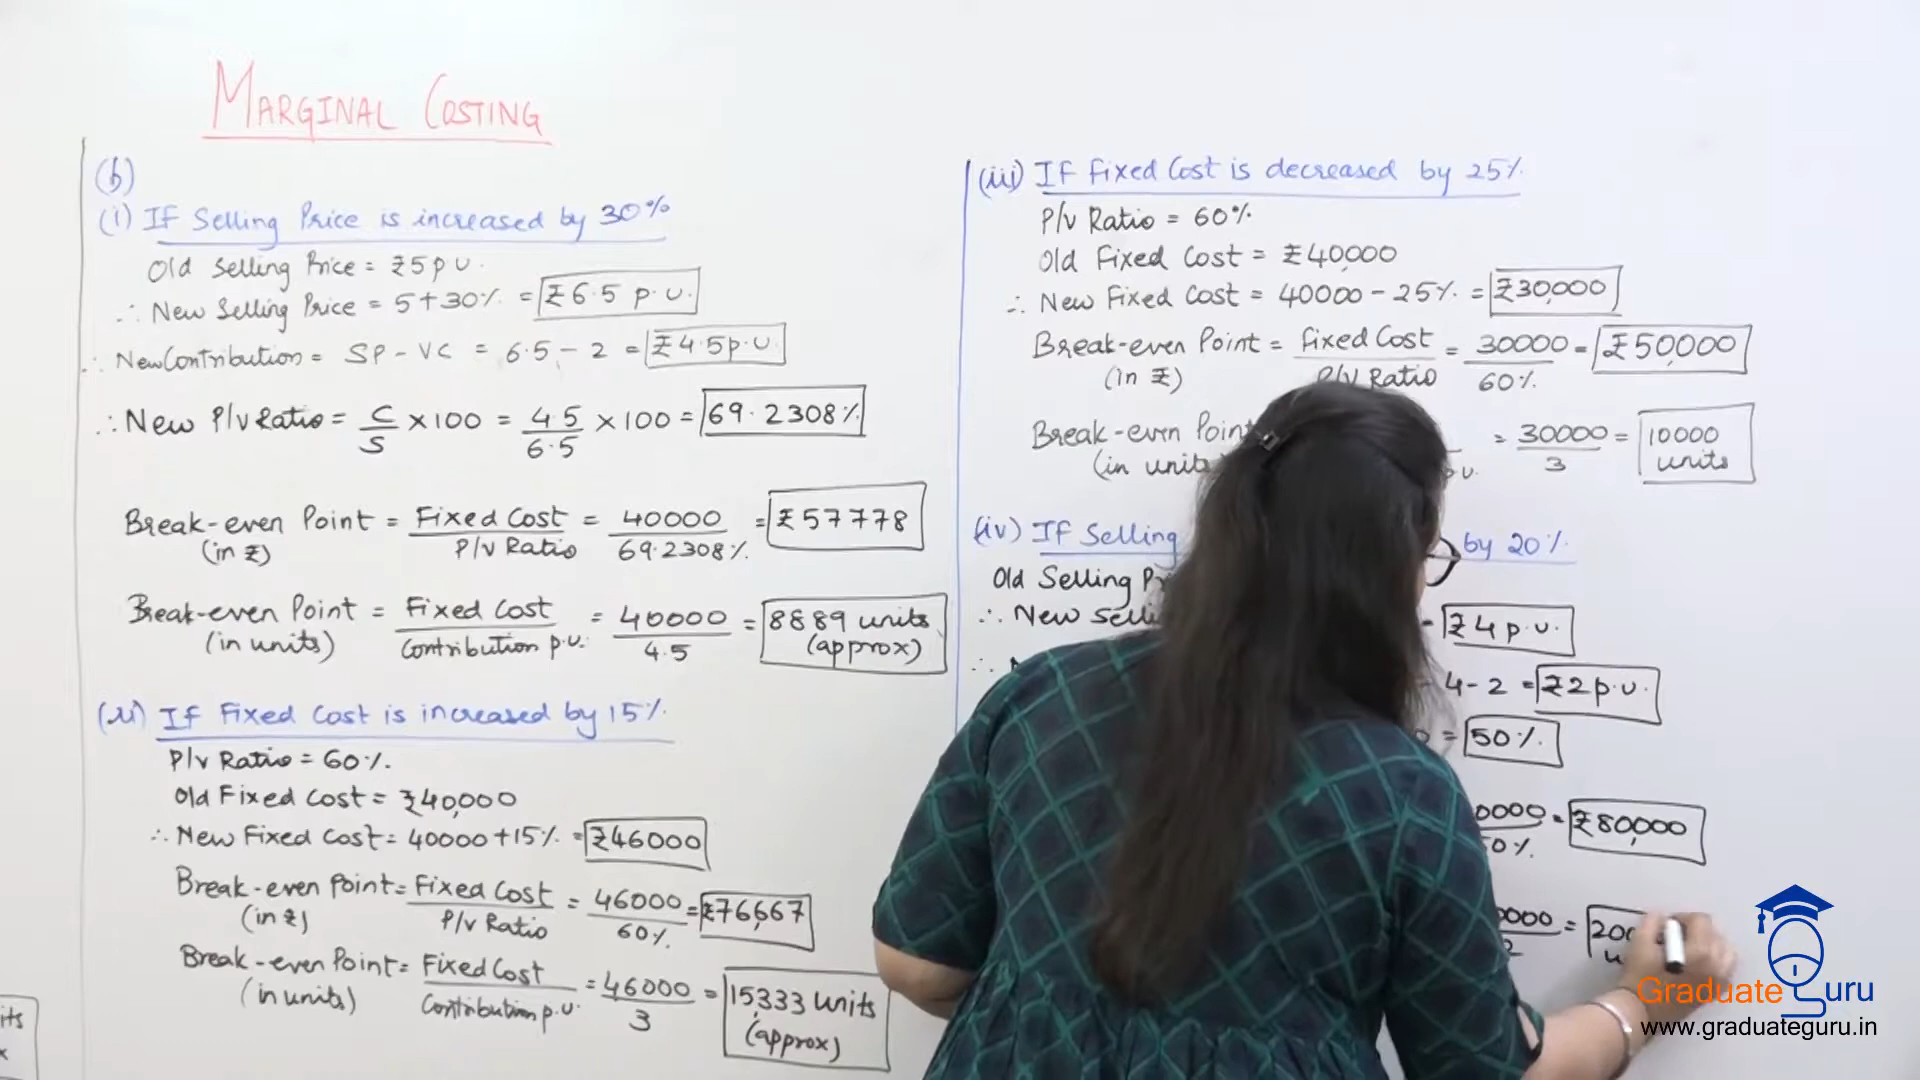 MARGINAL COSTING
(b)
(i) If Selling Price is increased by 30%
Old Selling Price = ₹5 p u.
∴ New Selling Price = 5+30% = ₹6.5 p.u.
∴ New Contribution = SP - VC = 6.5 - 2 = ₹4.5 p.u
∴ New P/V Ratio = C/S × 100 = 4.5/6.5 × 100 = 69.2308%
Break-even Point = Fixed Cost / P/V Ratio = 40000 / 69.2308% = ₹57778
(in ₹)
Break-even Point = Fixed Cost / Contribution p.u. = 40000 / 4.5 = 8889 units
(in units) (approx)
(ii) If Fixed Cost is increased by 15%
P/V Ratio = 60%.
Old Fixed Cost = ₹40,000
∴ New Fixed Cost = 40000 + 15% = ₹46000
Break-even Point = Fixed Cost / P/V Ratio = 46000 / 60% = ₹76,667
(in ₹)
Break-even Point = Fixed Cost / Contribution p.u. = 46000 / 3 = 15,333 units
(in units) (approx)
(iii) If Fixed Cost is decreased by 25%
P/V Ratio = 60%
Old Fixed Cost = ₹40,000
∴ New Fixed Cost = 40000 - 25% = ₹30,000
Break-even Point = Fixed Cost / P/V Ratio = 30000 / 60% = ₹50,000
(in ₹)
Break-even Point = 30000 / 3 = 10000 units
(in units)
(iv) If Selling by 20%
Old Selling
∴ New ₹4 p.u.
∴ 4-2 = ₹2 p.u.
= 50%
50% = ₹80,000
2 =
Graduate Guru
www.graduateguru.in